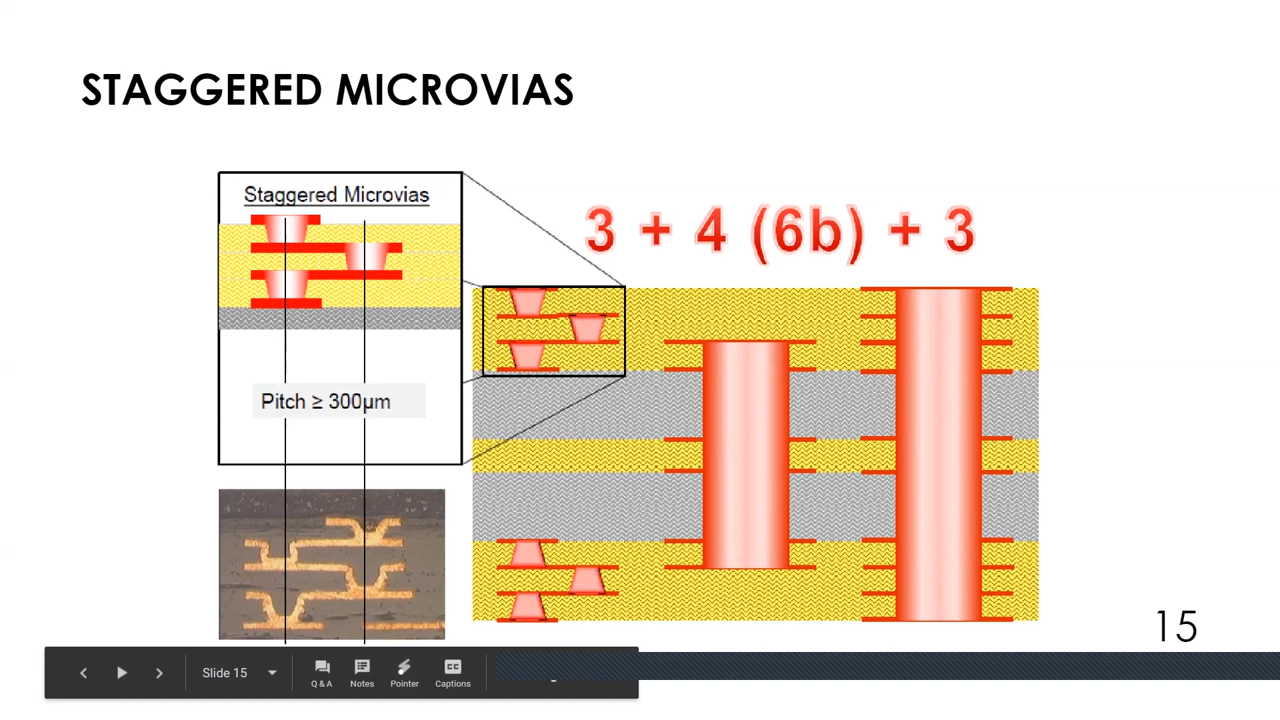 STAGGERED MICROVIAS
Staggered Microvias
3 + 4 (6b) + 3
Pitch ≥ 300µm
15
Slide 15
Q & A
Notes
Pointer
CC
Captions